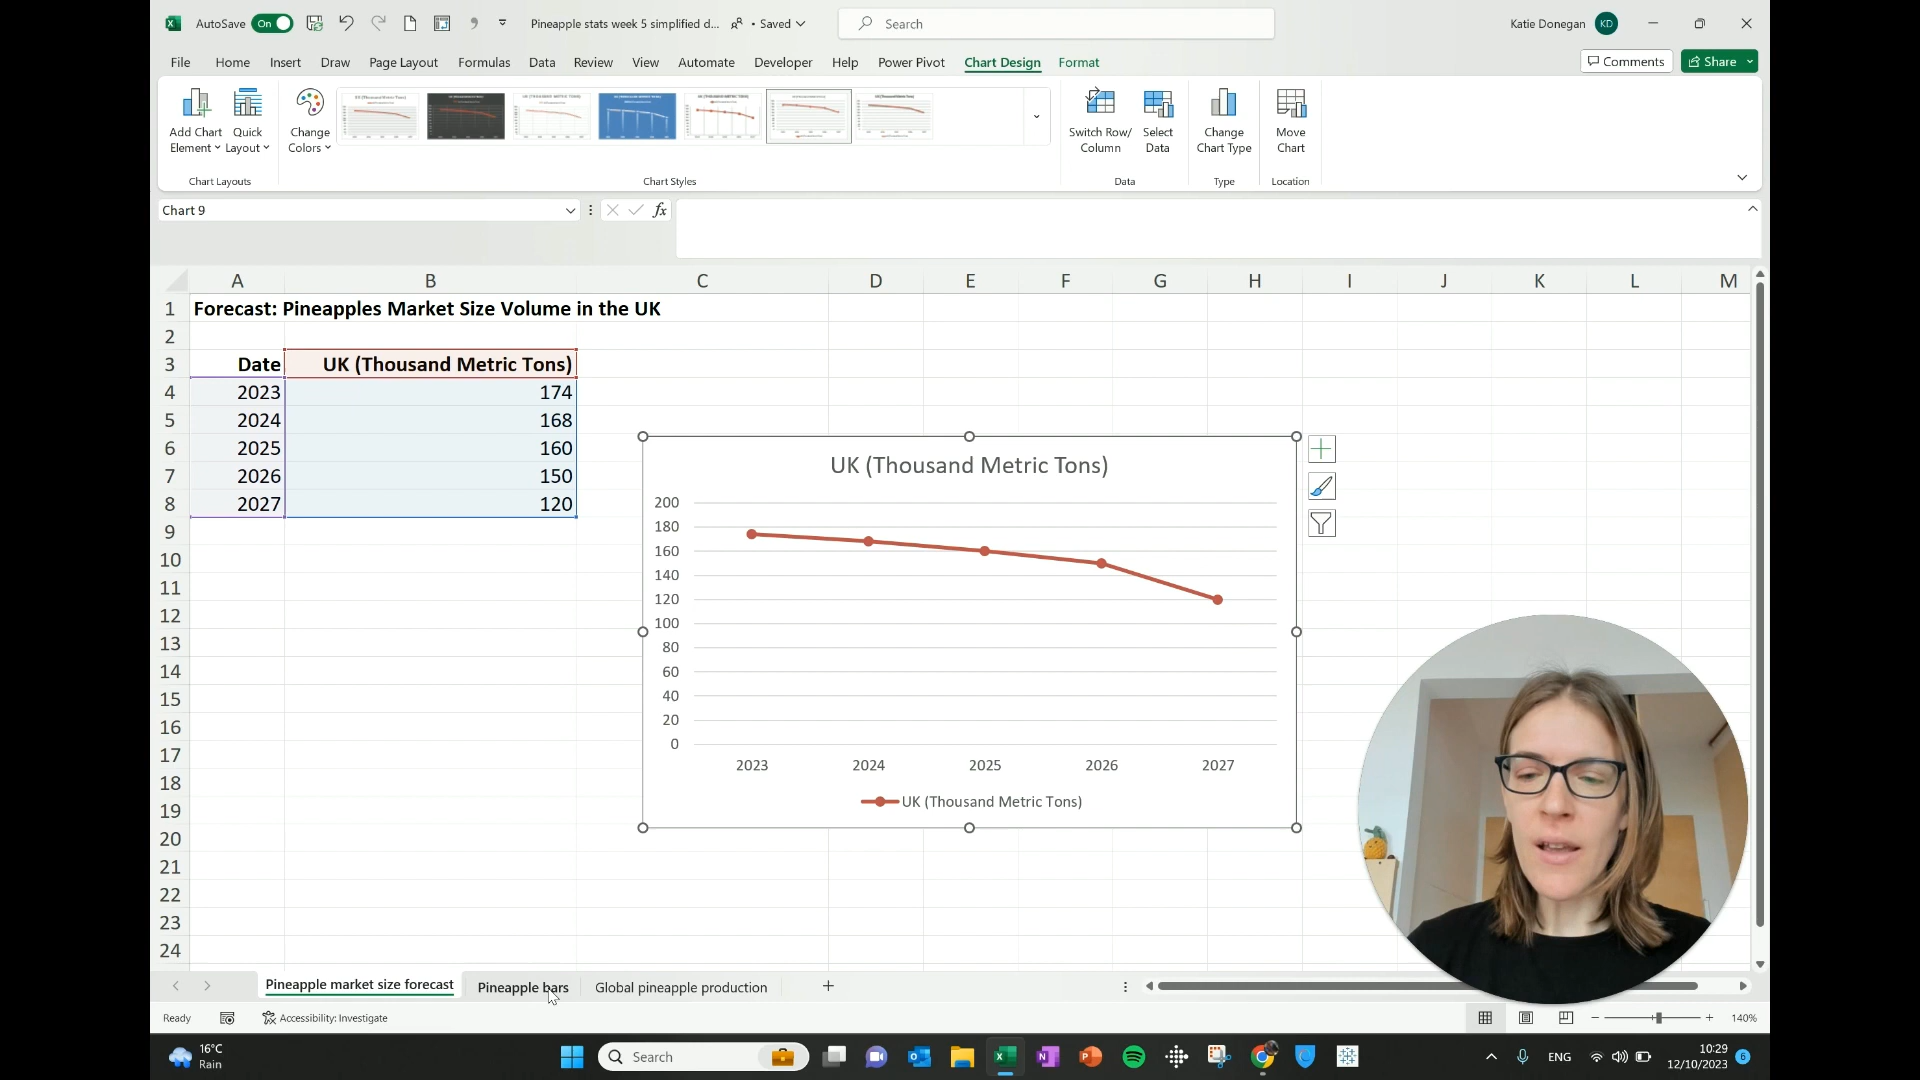 AutoSave On Pineapple stats week 5 simplified d... • Saved Search Katie Donegan KD
File Home Insert Draw Page Layout Formulas Data Review View Automate Developer Help Power Pivot Chart Design Format Comments Share
Add Chart Element Quick Layout Change Colors Switch Row/ Column Select Data Change Chart Type Move Chart
Chart Layouts Chart Styles Data Type Location
Chart 9 fx
A B C D E F G H I J K L M
1 Forecast: Pineapples Market Size Volume in the UK
2
3 Date UK (Thousand Metric Tons)
4 2023 174
5 2024 168
6 2025 160
7 2026 150
8 2027 120
9
10
11
12
13
14
15
16
17
18
19
20
21
22
23
24
UK (Thousand Metric Tons)
200
180
160
140
120
100
80
60
40
20
0
2023 2024 2025 2026 2027
UK (Thousand Metric Tons)
Pineapple market size forecast Pineapple bars Global pineapple production
Ready Accessibility: Investigate 140%
16°C
Rain
Search
ENG
10:29
12/10/2023
6